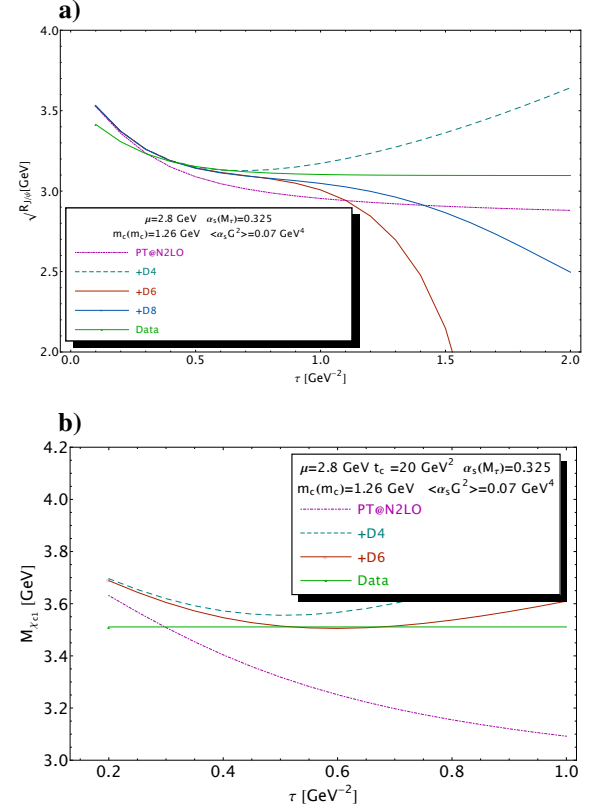 a)
4.0
3.5
3.0
2.5
2.0
√R_J/ψ[GeV]
μ=2.8 GeV α_s(M_τ)=0.325
m_c(m_c)=1.26 GeV <α_sG²>=0.07 GeV⁴
PT@N2LO
+D4
+D6
+D8
Data
0.0 0.5 1.0 1.5 2.0
τ [GeV⁻²]
b)
4.2
4.0
3.8
3.6
3.4
3.2
3.0
M_χc1 [GeV]
μ=2.8 GeV t_c =20 GeV² α_s(M_τ)=0.325
m_c(m_c)=1.26 GeV <α_sG²>=0.07 GeV⁴
PT@N2LO
+D4
+D6
Data
0.2 0.4 0.6 0.8 1.0
τ [GeV⁻²]